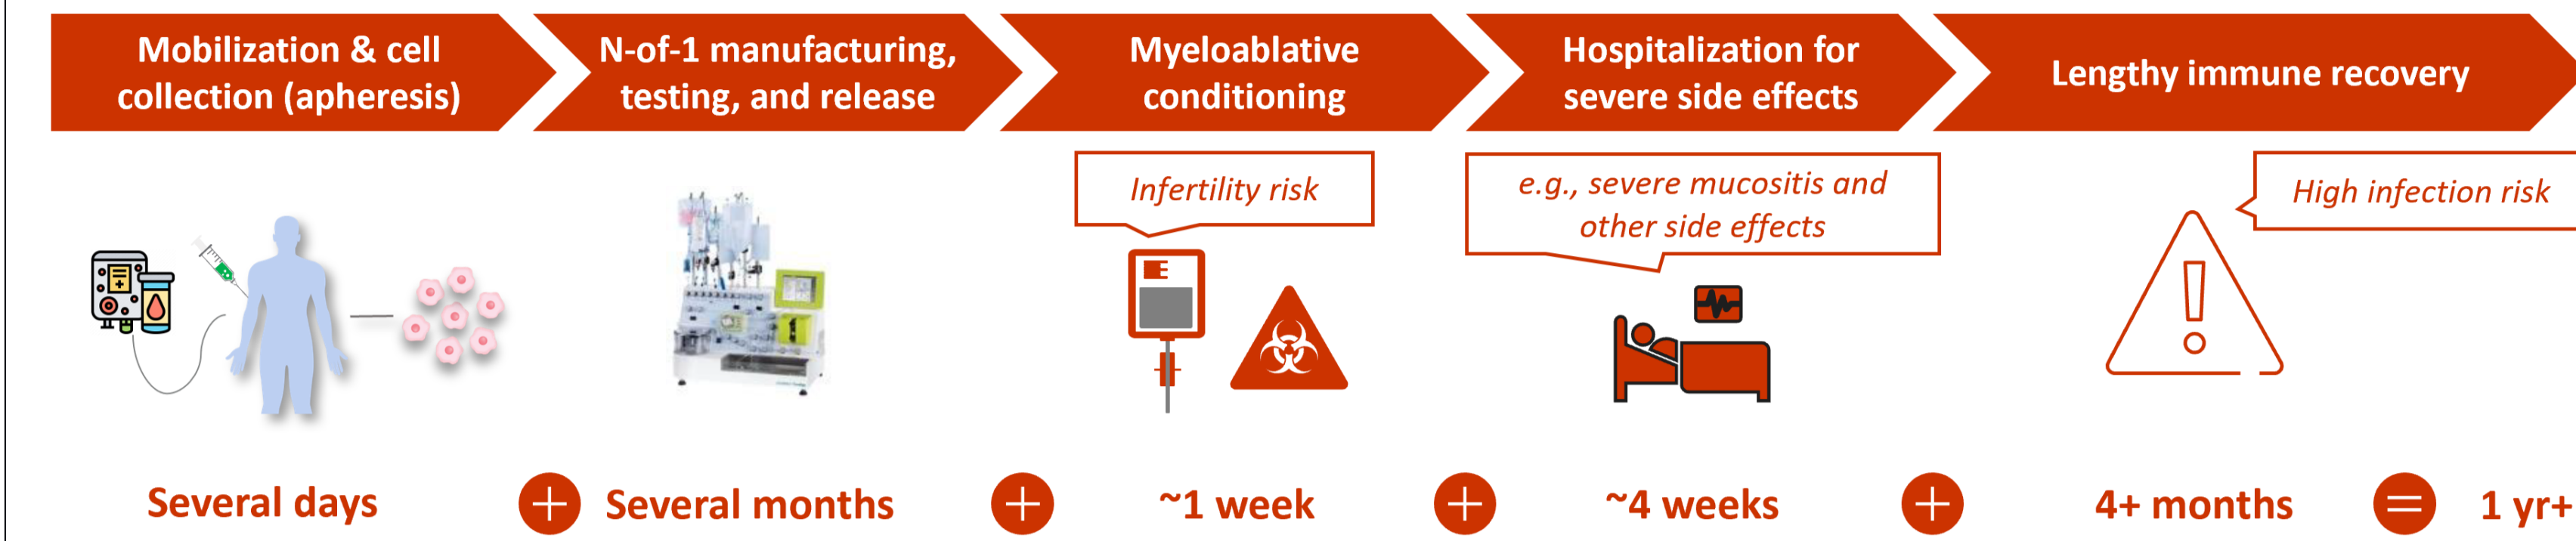 Mobilization & cell
collection (apheresis)
N-of-1 manufacturing,
testing, and release
Myeloablative
conditioning
Hospitalization for
severe side effects
Lengthy immune recovery
Infertility risk
e.g., severe mucositis and
other side effects
High infection risk
Several days
+
Several months
+
~1 week
+
~4 weeks
+
4+ months
=
1 yr+